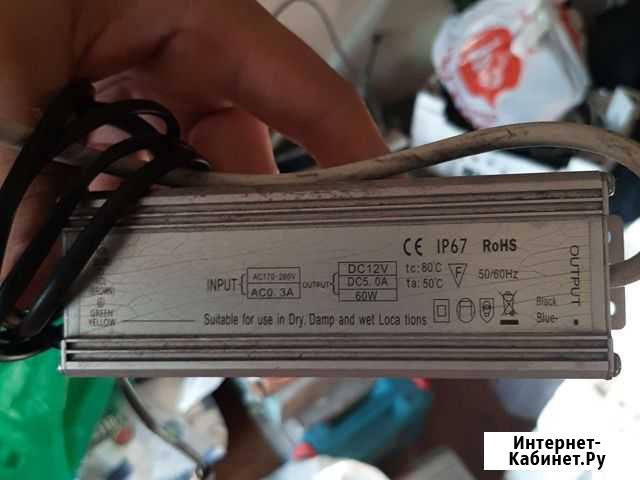 CE IP67 RoHS
INPUT
AC170-260V
AC0. 3A
OUTPUT
DC12V
DC5. 0A
60W
tc: 80℃
ta: 50℃
F
50/60Hz
Suitable for use in Dry. Damp and wet Loca tions
OUTPUT
Black
Blue-
(BROWN)
GREEN
YELLOW
Интернет-
Кабинет.Ру